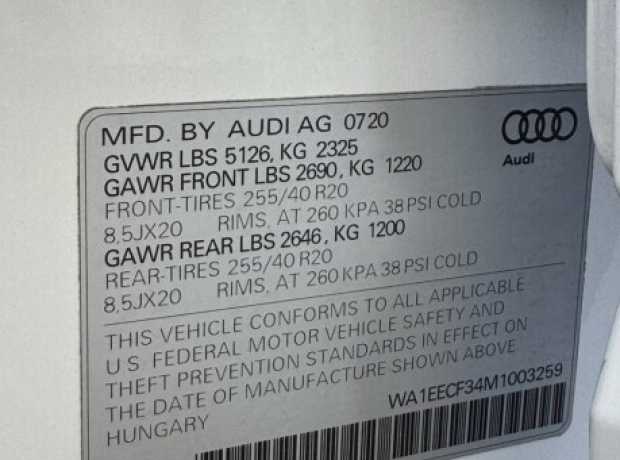 MFD. BY AUDI AG 0720
GVWR LBS 5126, KG 2325
GAWR FRONT LBS 2690, KG 1220
FRONT-TIRES 255/40 R20
8,5JX20 RIMS, AT 260 KPA 38 PSI COLD
GAWR REAR LBS 2646, KG 1200
REAR-TIRES 255/40 R20
8,5JX20 RIMS, AT 260 KPA 38 PSI COLD
THIS VEHICLE CONFORMS TO ALL APPLICABLE
U S FEDERAL MOTOR VEHICLE SAFETY AND
THEFT PREVENTION STANDARDS IN EFFECT ON
THE DATE OF MANUFACTURE SHOWN ABOVE
HUNGARY
WA1EECF34M1003259
Audi